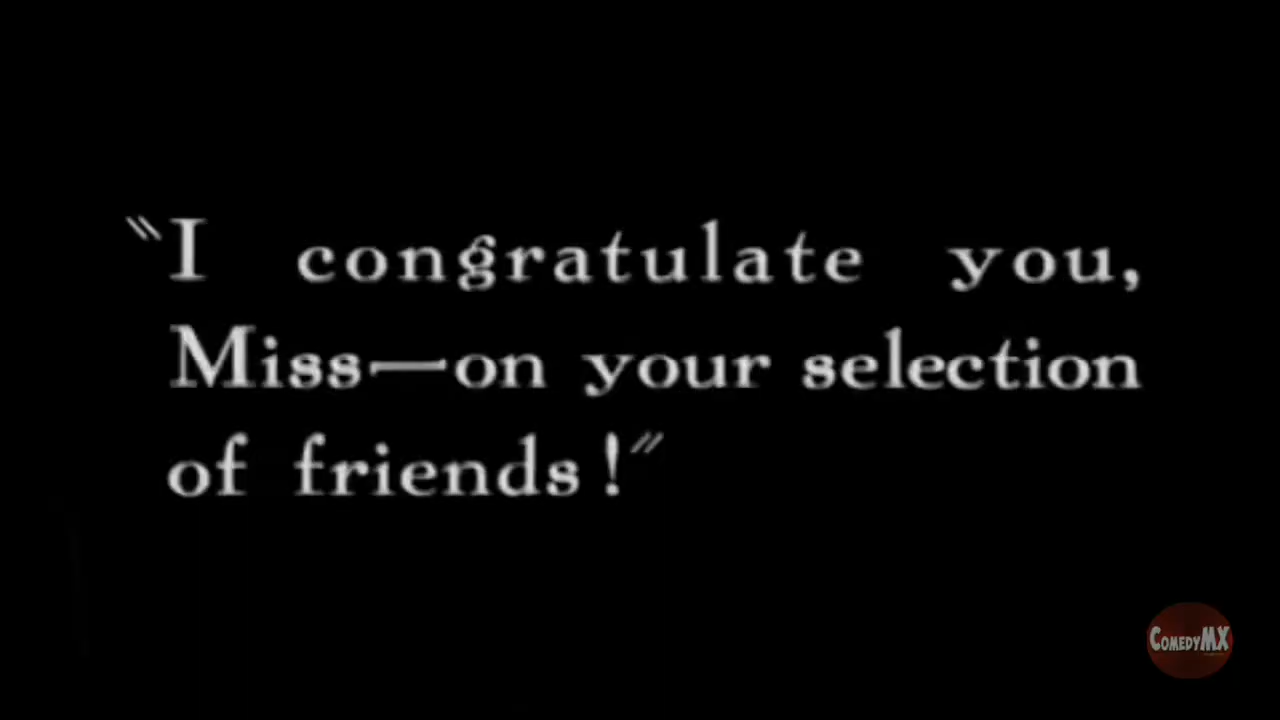 "I congratulate you,
Miss—on your selection
of friends!"
COMEDYMX